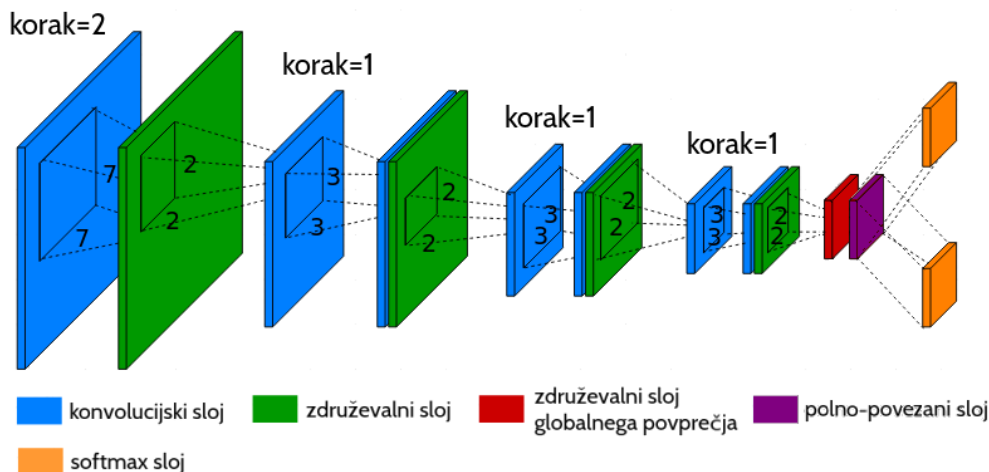 korak=2
korak=1
korak=1
korak=1
7
7
2
2
3
3
2
2
3
3
2
2
3
3
2
2
konvolucijski sloj
združevalni sloj
združevalni sloj
globalnega povprečja
polno-povezani sloj
softmax sloj